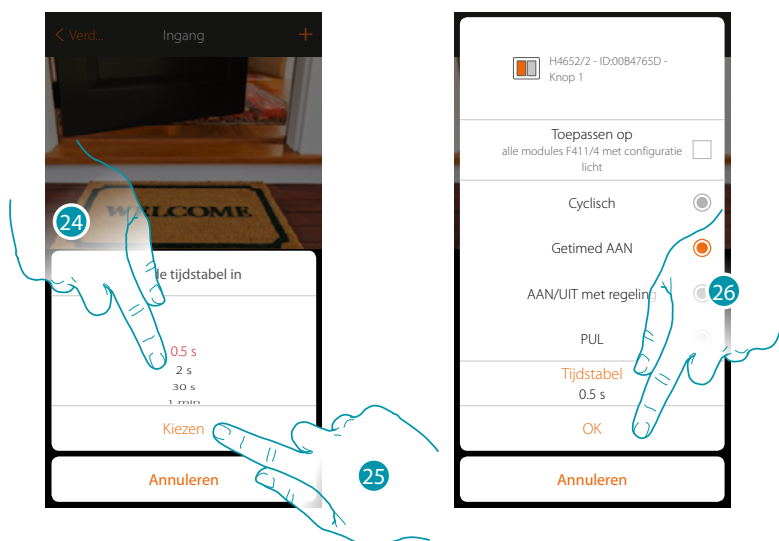 Verd...
Ingang
WELCOME
24
de tijdstabel in
0.5 s
2 s
30 s
1 min
Kiezen
25
Annuleren
H4652/2 - ID:00B4765D -
Knop 1
Toepassen op
alle modules F411/4 met configuratie
licht
Cyclisch
Getimed AAN
AAN/UIT met regeling
26
PUL
Tijdstabel
0.5 s
OK
Annuleren